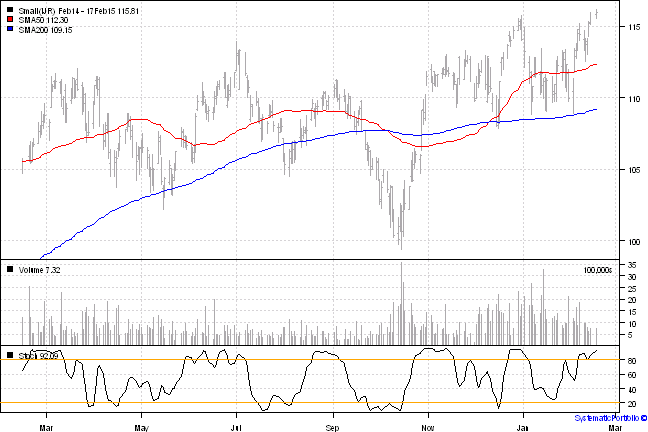 Small(IJR) Feb14 - 17Feb15 115.81
SMA50 112.30
SMA200 109.15
115
110
105
100
Volume 7.32
100,000s
35
30
25
20
15
10
5
Stoch 92.09
80
60
40
20
SystematicPortfolio ©
Mar
May
Jul
Sep
Nov
Jan
Mar